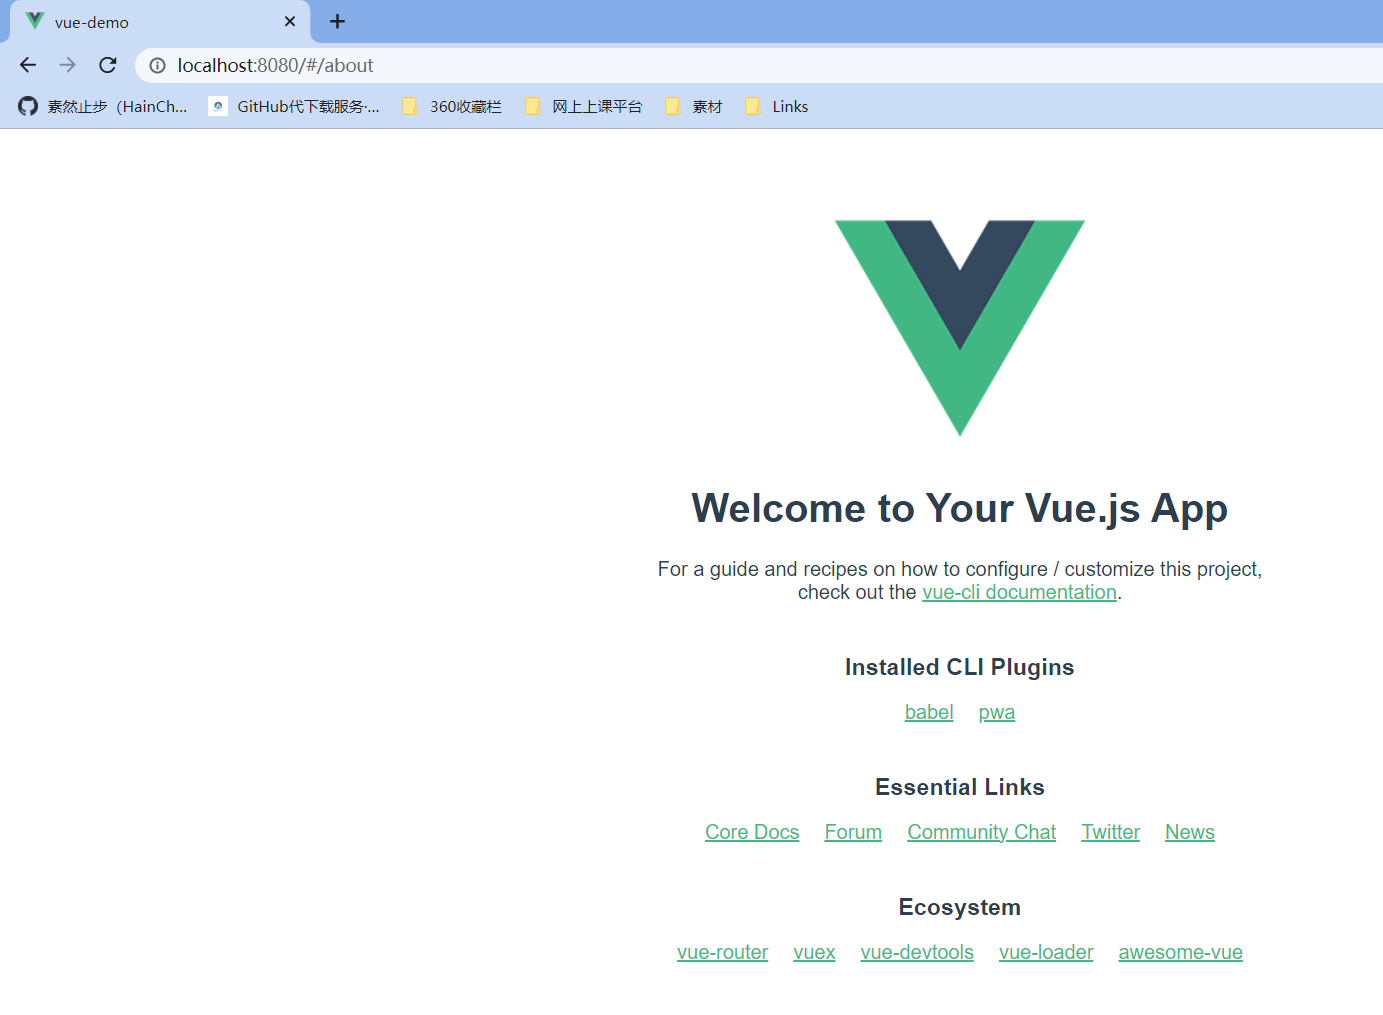 vue-demo
localhost:8080/#/about
素然止步（HainCh... GitHub代下载服务·... 360收藏栏 网上上课平台 素材 Links
Welcome to Your Vue.js App
For a guide and recipes on how to configure / customize this project,
check out the vue-cli documentation.
Installed CLI Plugins
babel pwa
Essential Links
Core Docs Forum Community Chat Twitter News
Ecosystem
vue-router vuex vue-devtools vue-loader awesome-vue